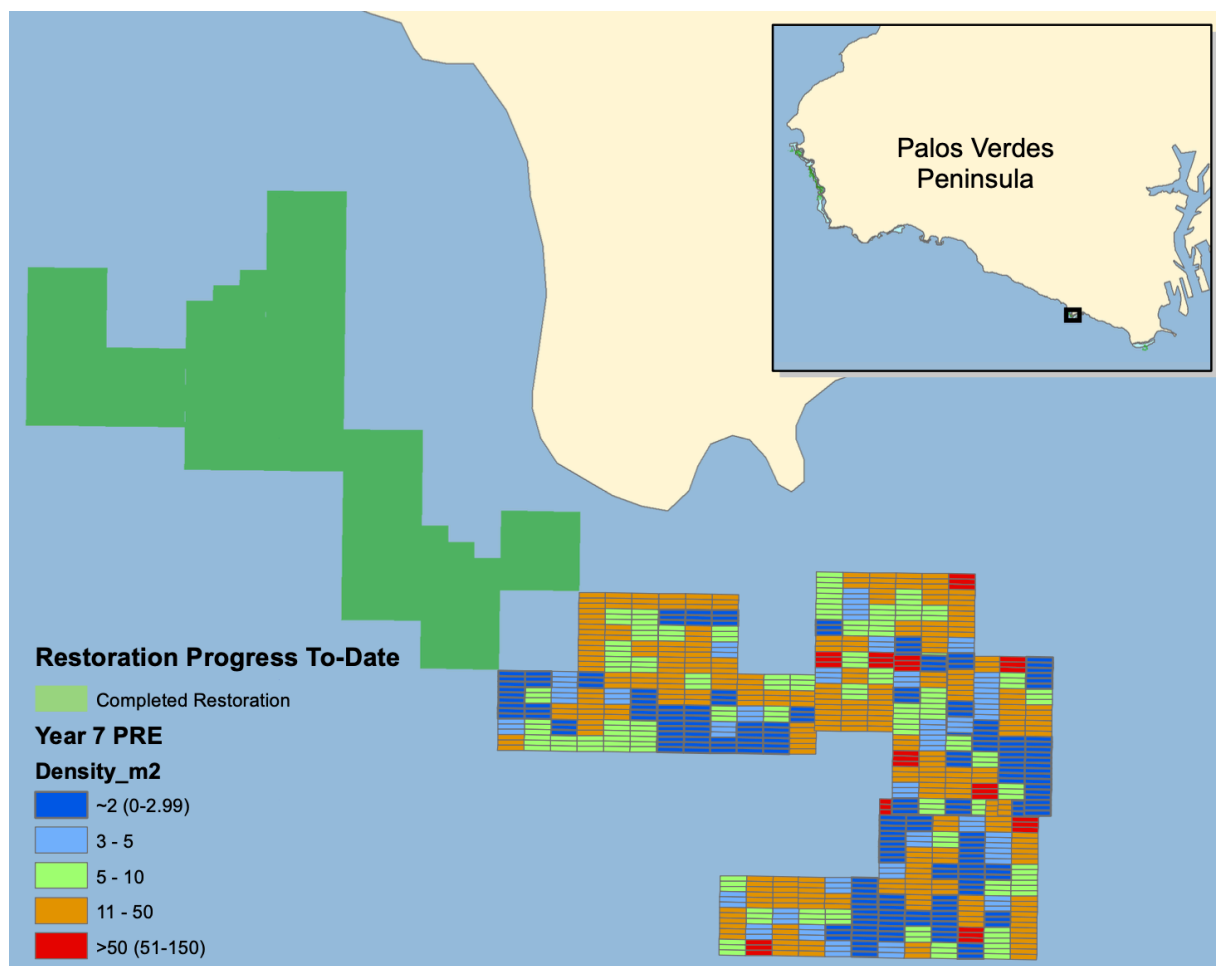 Palos Verdes
Peninsula
Restoration Progress To-Date
Completed Restoration
Year 7 PRE
Density_m2
~2 (0-2.99)
3 - 5
5 - 10
11 - 50
>50 (51-150)